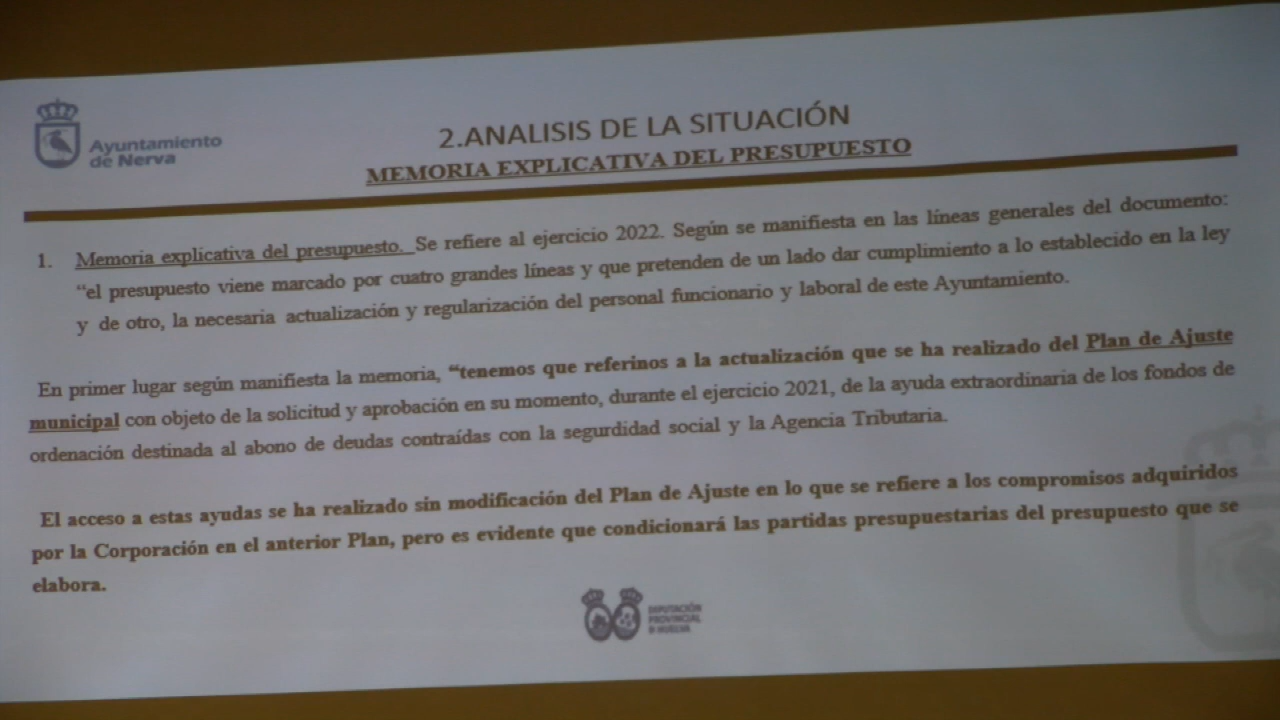 Ayuntamiento
de Nerva
2.ANALISIS DE LA SITUACIÓN
MEMORIA EXPLICATIVA DEL PRESUPUESTO
1. Memoria explicativa del presupuesto. Se refiere al ejercicio 2022. Según se manifiesta en las líneas generales del documento:
“el presupuesto viene marcado por cuatro grandes líneas y que pretenden de un lado dar cumplimiento a lo establecido en la ley
y de otro, la necesaria actualización y regularización del personal funcionario y laboral de este Ayuntamiento.
En primer lugar según manifiesta la memoria, “tenemos que referinos a la actualización que se ha realizado del Plan de Ajuste
municipal con objeto de la solicitud y aprobación en su momento, durante el ejercicio 2021, de la ayuda extraordinaria de los fondos de
ordenación destinada al abono de deudas contraídas con la segurdidad social y la Agencia Tributaria.
El acceso a estas ayudas se ha realizado sin modificación del Plan de Ajuste en lo que se refiere a los compromisos adquiridos
por la Corporación en el anterior Plan, pero es evidente que condicionará las partidas presupuestarias del presupuesto que se
elabora.
DIPUTACIÓN
PROVINCIAL
D HUELVA